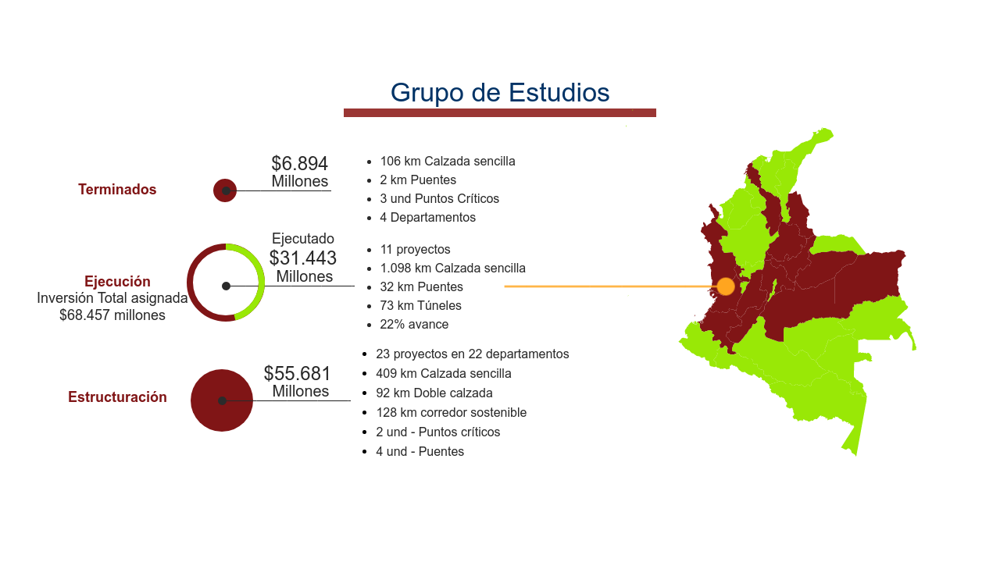 Grupo de Estudios
Terminados
$6.894
Millones
• 106 km Calzada sencilla
• 2 km Puentes
• 3 und Puntos Críticos
• 4 Departamentos
Ejecución
Inversión Total asignada
$68.457 millones
Ejecutado
$31.443
Millones
• 11 proyectos
• 1.098 km Calzada sencilla
• 32 km Puentes
• 73 km Túneles
• 22% avance
Estructuración
$55.681
Millones
• 23 proyectos en 22 departamentos
• 409 km Calzada sencilla
• 92 km Doble calzada
• 128 km corredor sostenible
• 2 und - Puntos críticos
• 4 und - Puentes